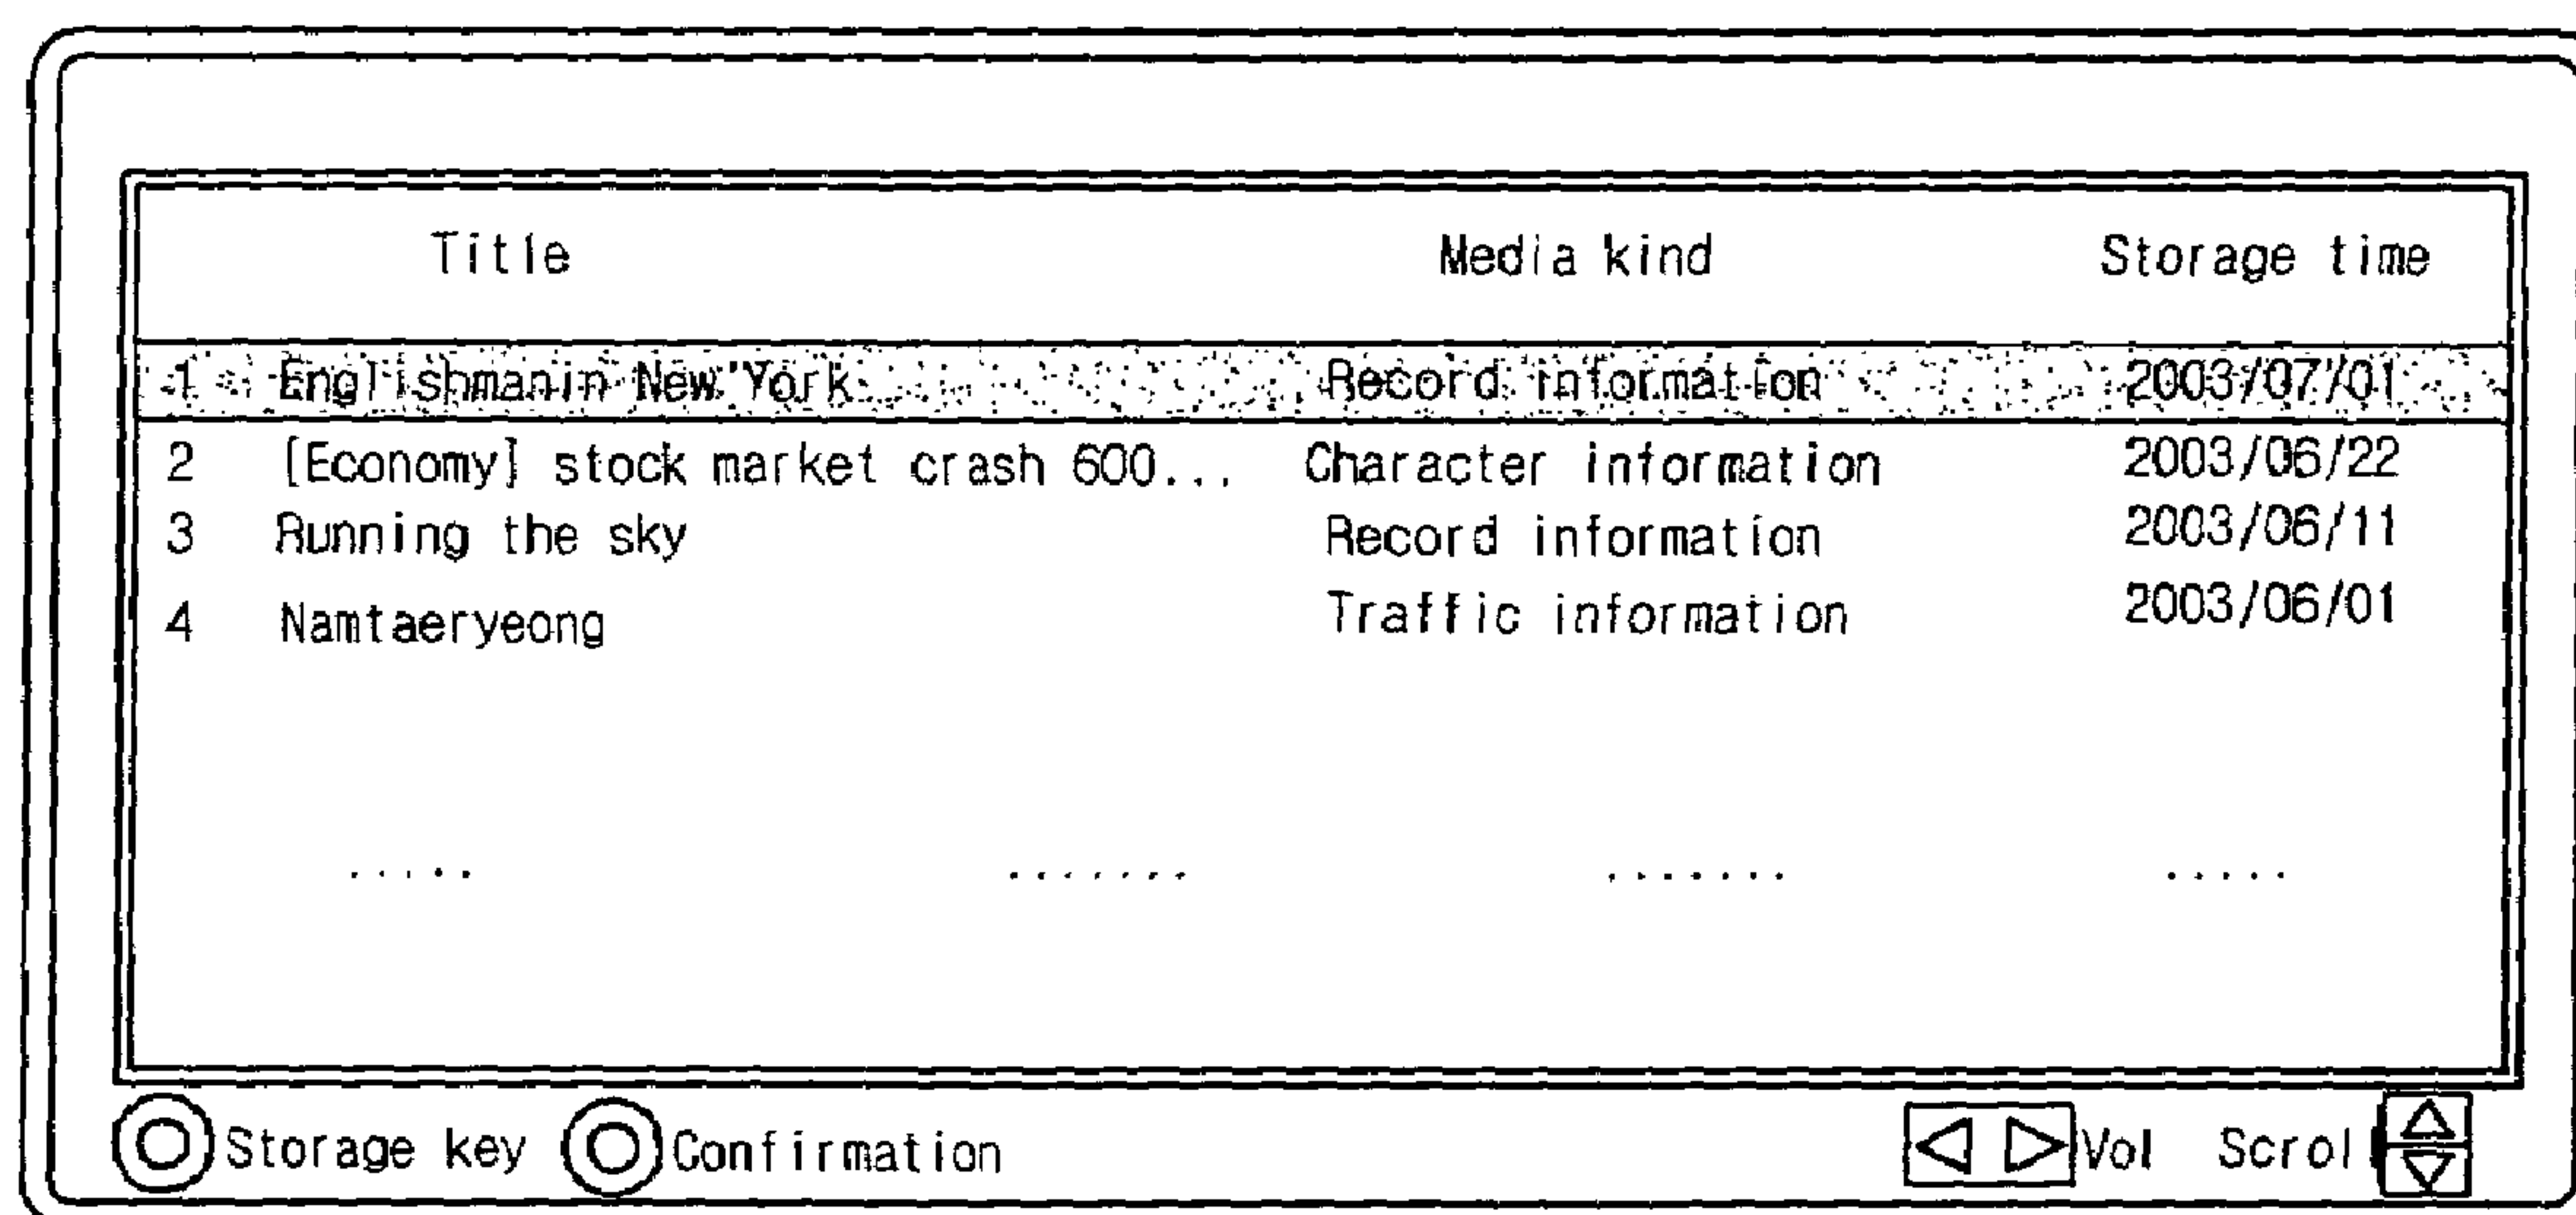 Title Media kind Storage time
1 Englishmanin New York Record information 2003/07/01
2 [Economy] stock market crash 600... Character information 2003/06/22
3 Running the sky Record information 2003/06/11
4 Namtaeryeong Traffic information 2003/06/01
..... ....... ....... .....
Storage key Confirmation Vol Scrol